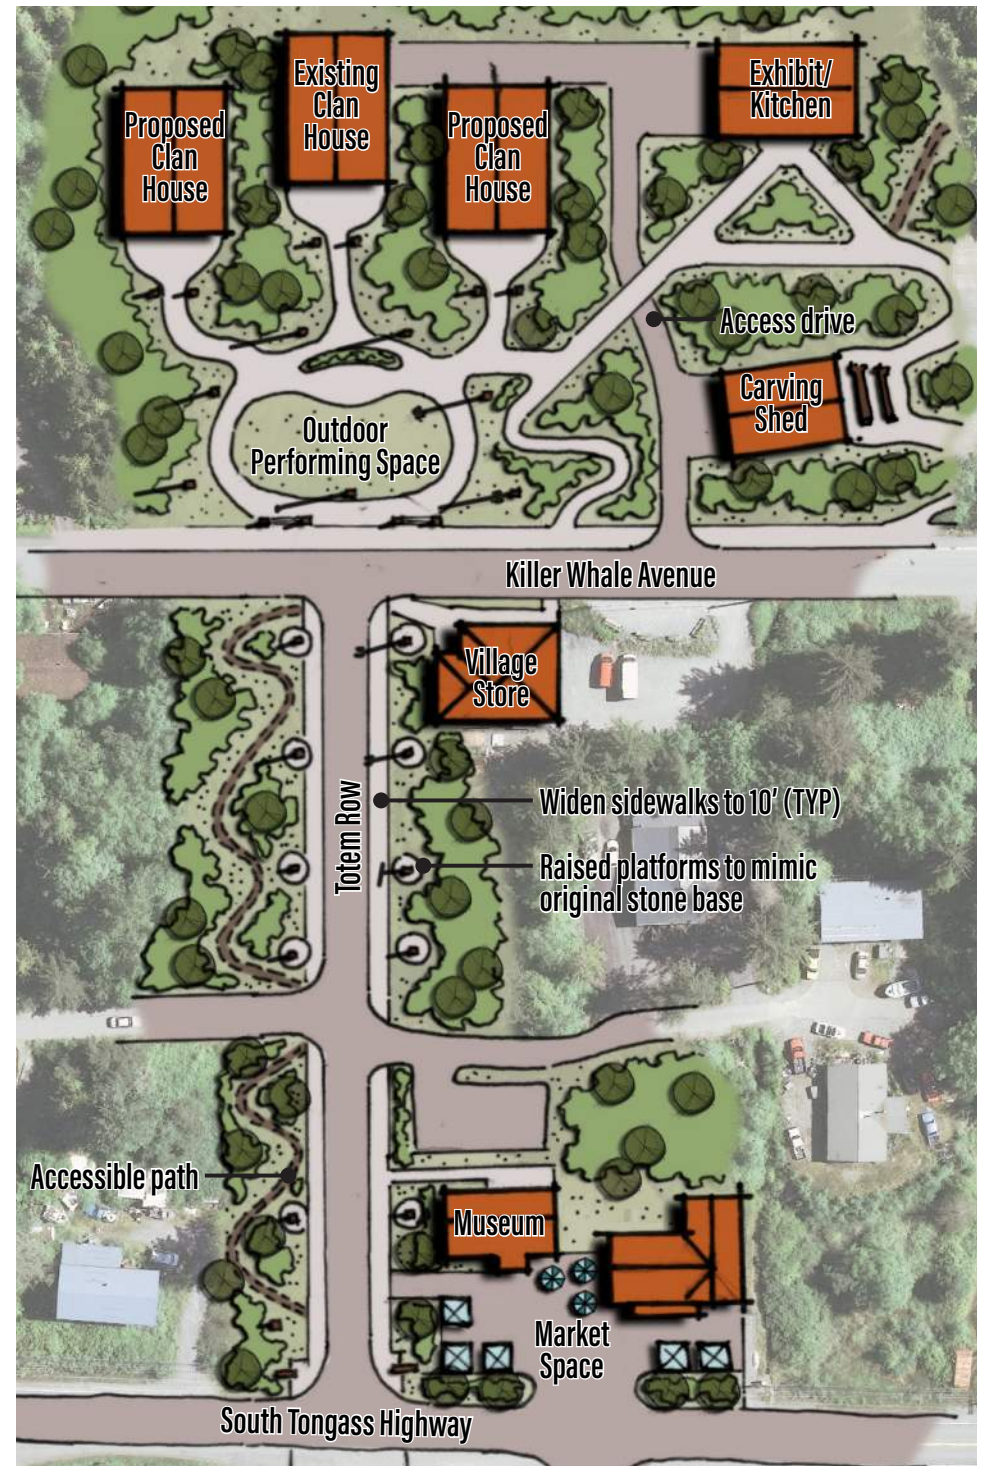 Existing
Clan
House
Exhibit/
Kitchen
Proposed
Clan
House
Proposed
Clan
House
Access drive
Carving
Shed
Outdoor
Performing Space
Killer Whale Avenue
Village
Store
Totem Row
Widen sidewalks to 10' (TYP)
Raised platforms to mimic
original stone base
Accessible path
Museum
Market
Space
South Tongass Highway